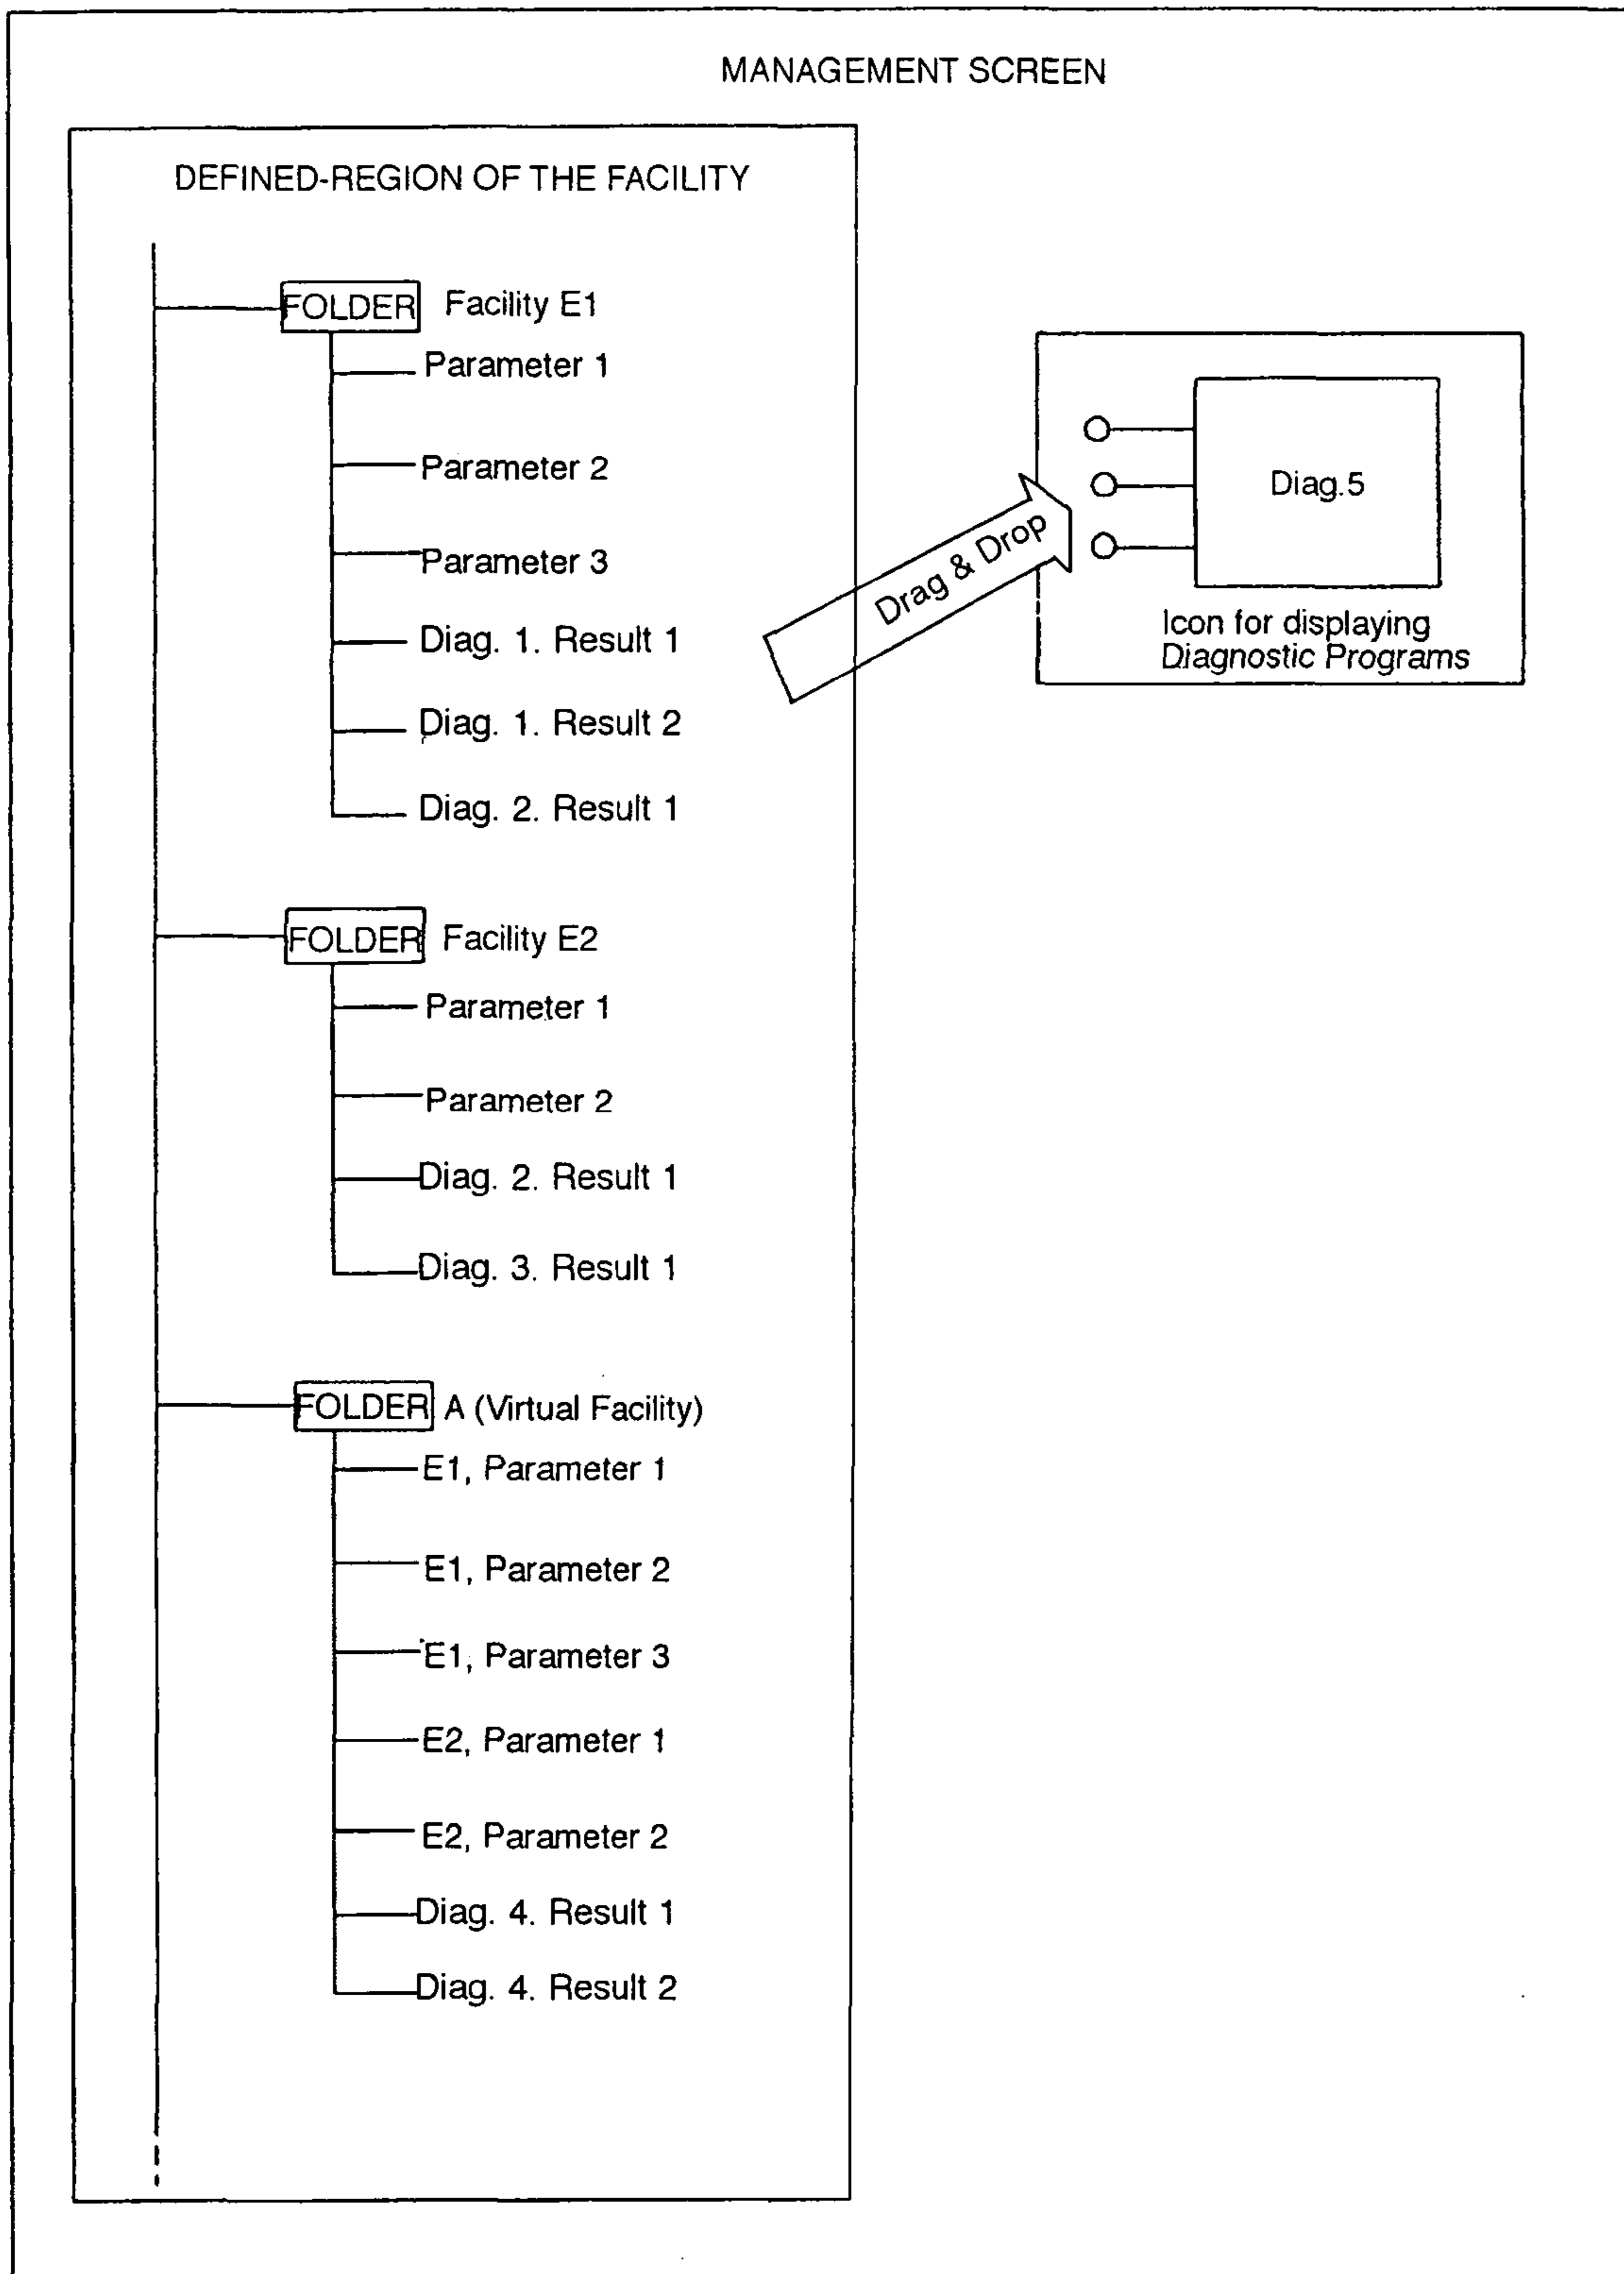 MANAGEMENT SCREEN
DEFINED-REGION OF THE FACILITY
FOLDER Facility E1
Parameter 1
Parameter 2
Parameter 3
Diag. 1. Result 1
Diag. 1. Result 2
Diag. 2. Result 1
FOLDER Facility E2
Parameter 1
Parameter 2
Diag. 2. Result 1
Diag. 3. Result 1
FOLDER A (Virtual Facility)
E1, Parameter 1
E1, Parameter 2
E1, Parameter 3
E2, Parameter 1
E2, Parameter 2
Diag. 4. Result 1
Diag. 4. Result 2
Drag & Drop
Diag.5
Icon for displaying
Diagnostic Programs